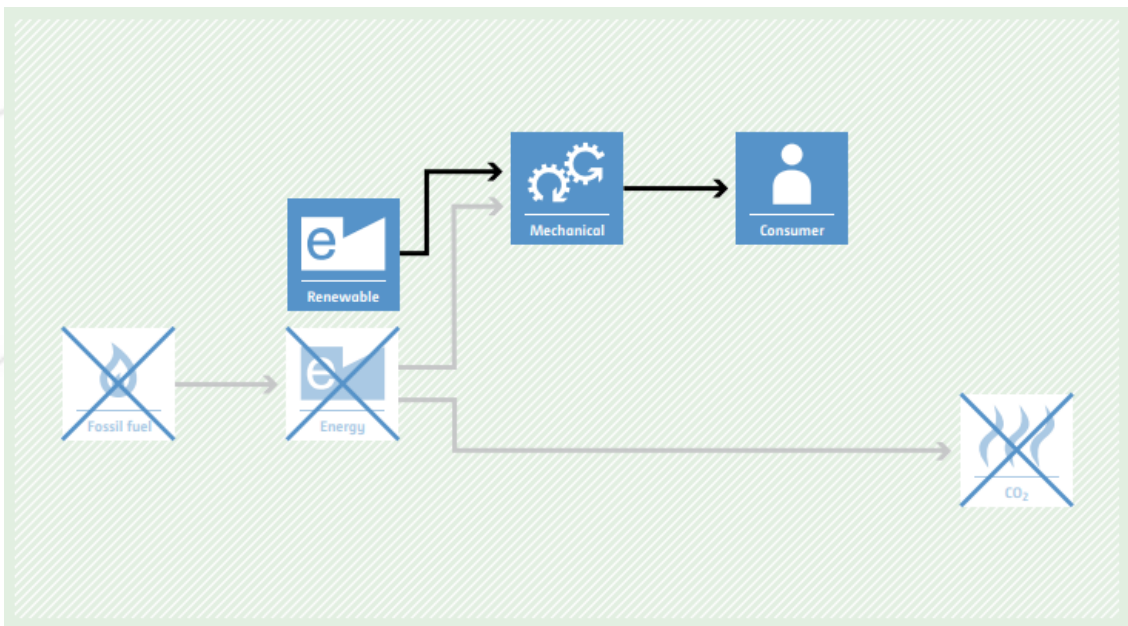 Mechanical
Consumer
e
Renewable
e
Fossil fuel
Energy
CO₂